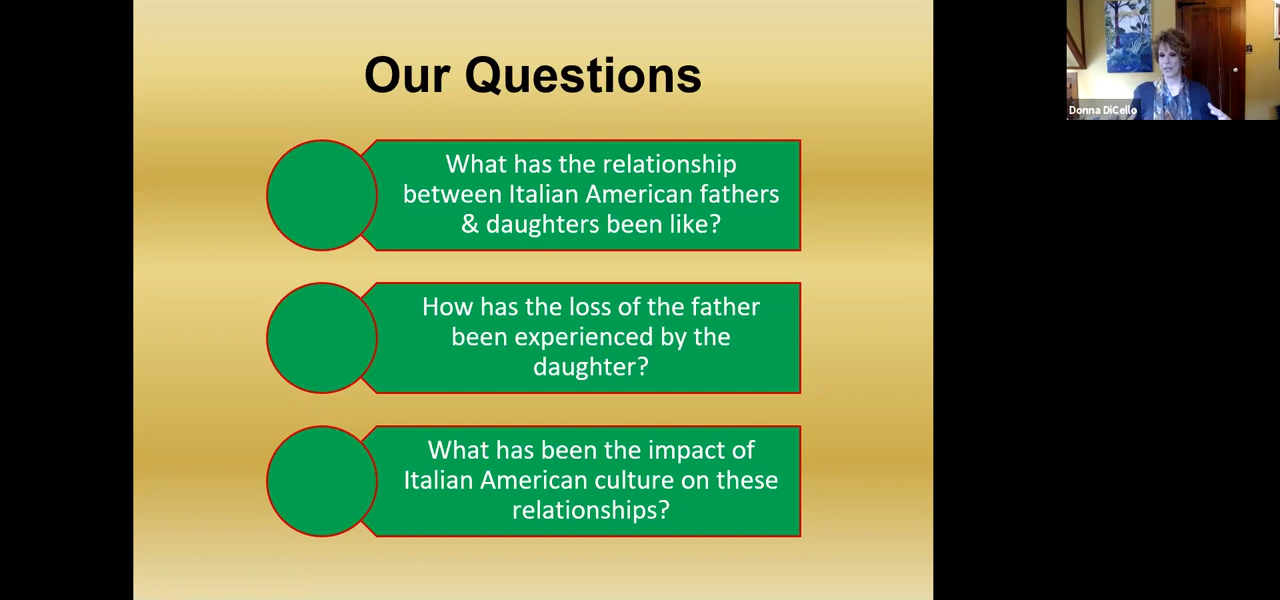 Our Questions
What has the relationship
between Italian American fathers
& daughters been like?
How has the loss of the father
been experienced by the
daughter?
What has been the impact of
Italian American culture on these
relationships?
Donna DiCello